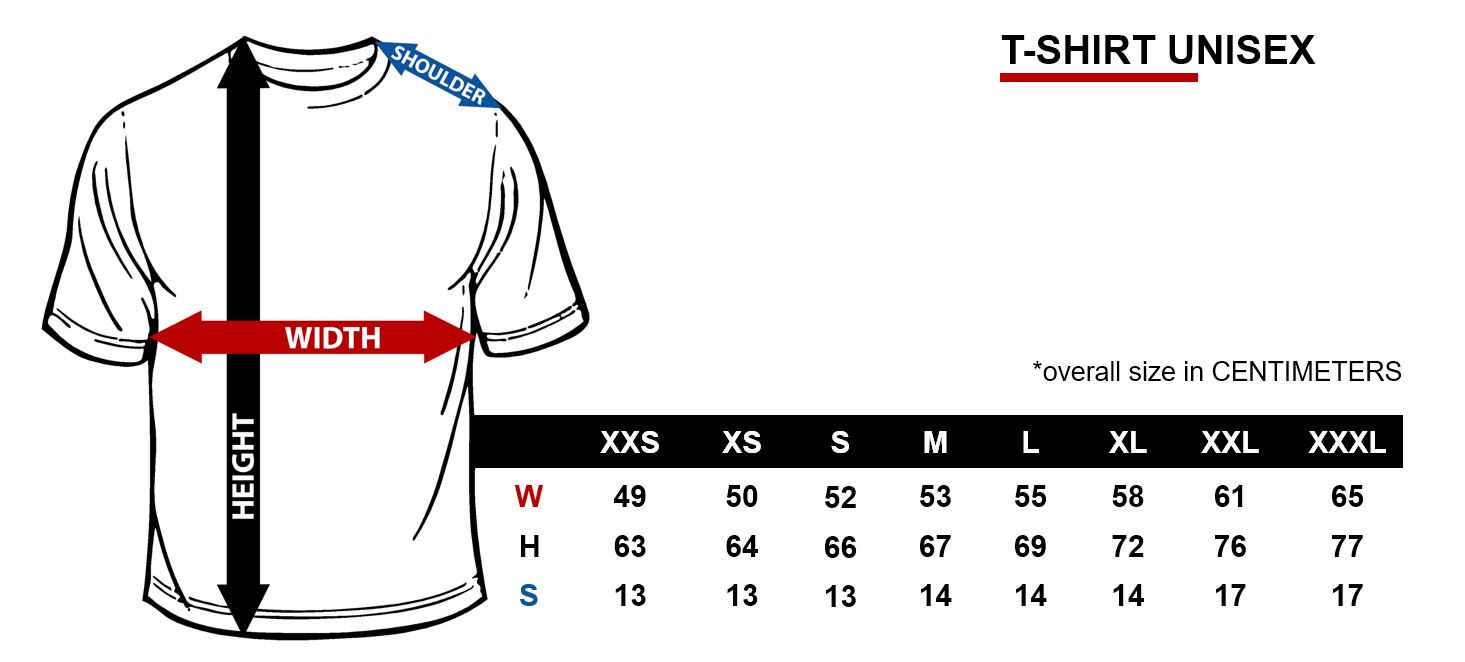 T-SHIRT UNISEX
SHOULDER
WIDTH
HEIGHT
*overall size in CENTIMETERS
XXS XS S M L XL XXL XXXL
W 49 50 52 53 55 58 61 65
H 63 64 66 67 69 72 76 77
S 13 13 13 14 14 14 17 17